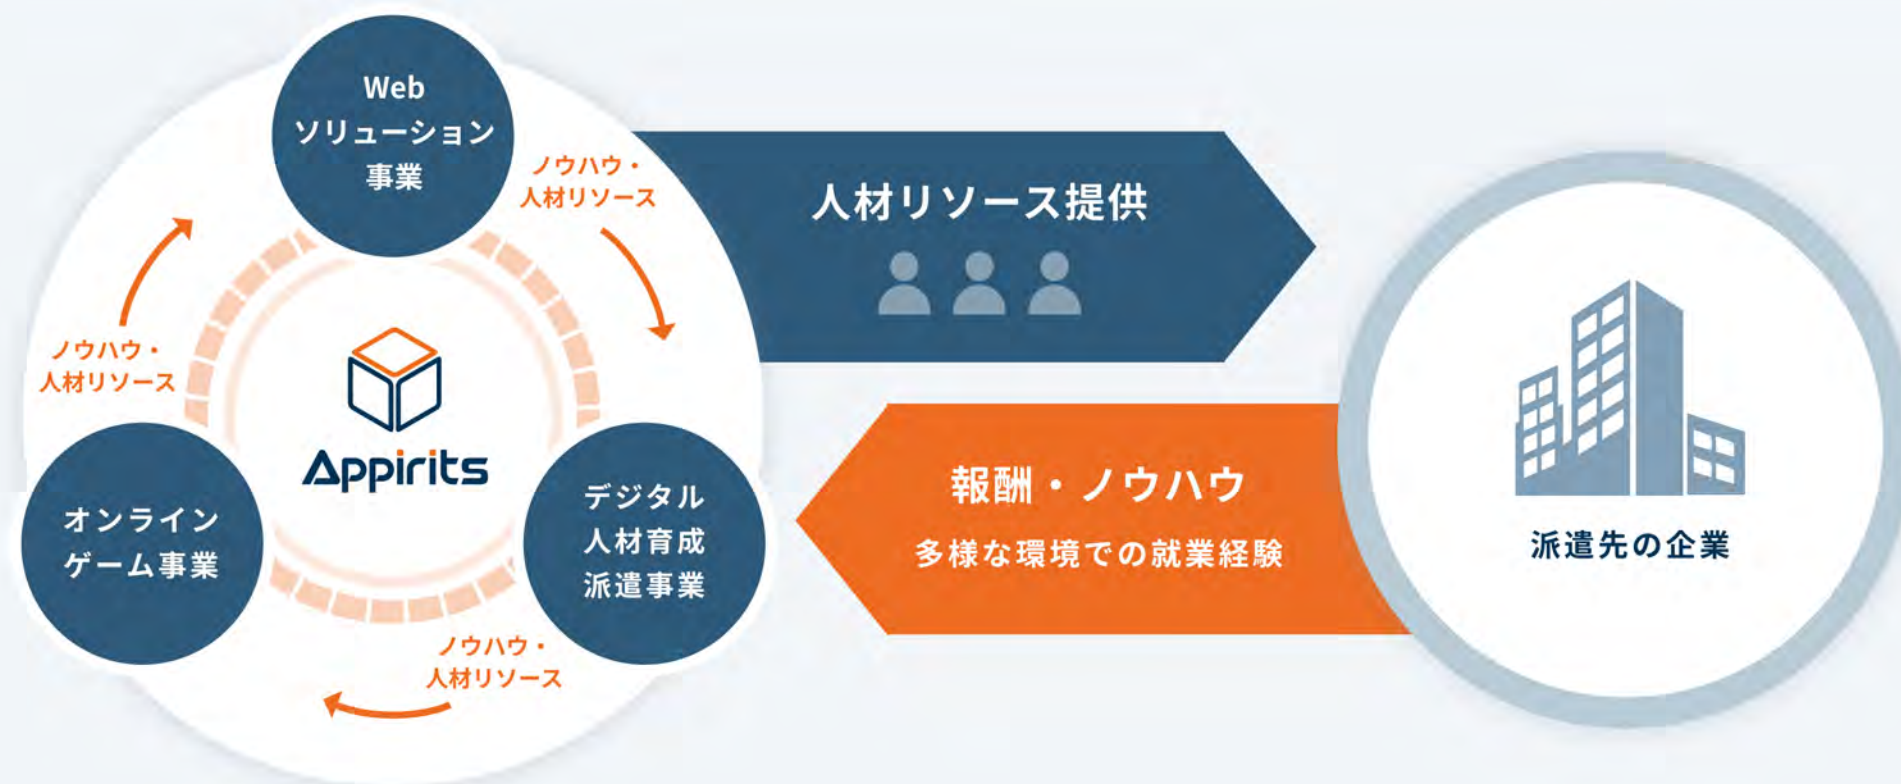 Web
ソリューション
事業
ノウハウ・
人材リソース
ノウハウ・
人材リソース
Appirits
オンライン
ゲーム事業
デジタル
人材育成
派遣事業
ノウハウ・
人材リソース
人材リソース提供
報酬・ノウハウ
多様な環境での就業経験
派遣先の企業